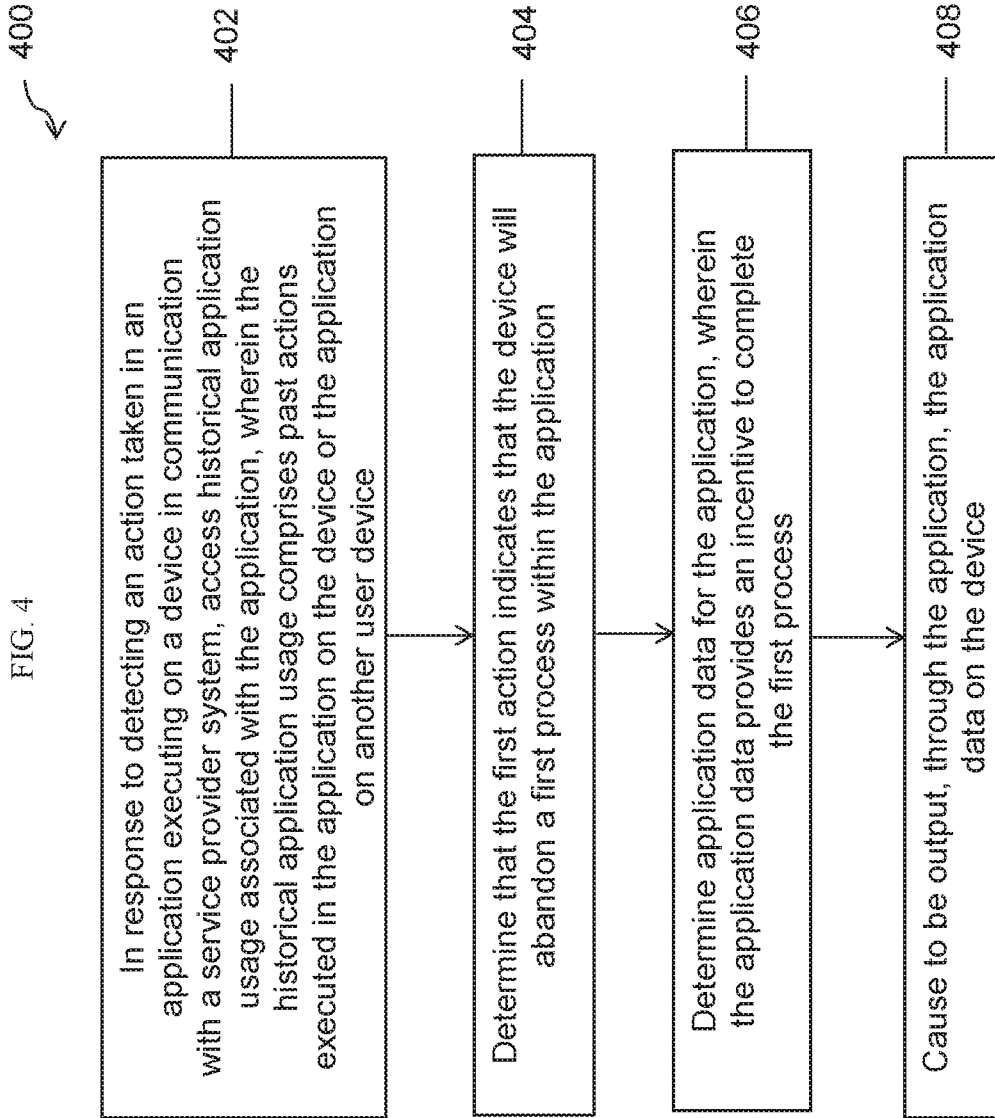 FIG. 4
400
In response to detecting an action taken in an
application executing on a device in communication
with a service provider system, access historical application
usage associated with the application, wherein the
historical application usage comprises past actions
executed in the application on the device or the application
on another user device
402
Determine that the first action indicates that the device will
abandon a first process within the application
404
Determine application data for the application, wherein
the application data provides an incentive to complete
the first process
406
Cause to be output, through the application, the application
data on the device
408